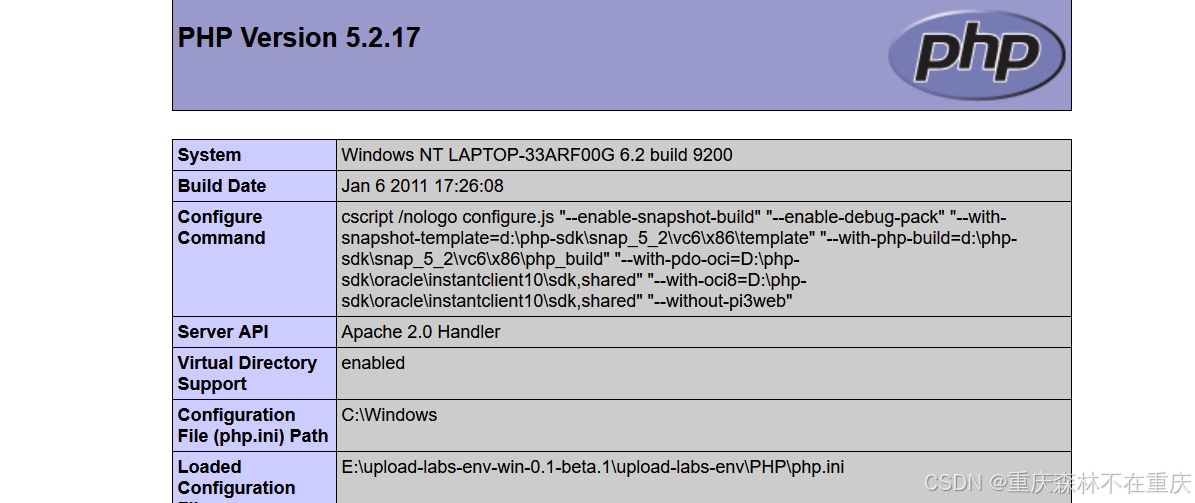 PHP Version 5.2.17
php
System Windows NT LAPTOP-33ARF00G 6.2 build 9200
Build Date Jan 6 2011 17:26:08
Configure cscript /nologo configure.js "--enable-snapshot-build" "--enable-debug-pack" "--with-
Command snapshot-template=d:\php-sdk\snap_5_2\vc6\x86\template" "--with-php-build=d:\php-
sdk\snap_5_2\vc6\x86\php_build" "--with-pdo-oci=D:\php-
sdk\oracle\instantclient10\sdk,shared" "--with-oci8=D:\php-
sdk\oracle\instantclient10\sdk,shared" "--without-pi3web"
Server API Apache 2.0 Handler
Virtual Directory enabled
Support
Configuration C:\Windows
File (php.ini) Path
Loaded E:\upload-labs-env-win-0.1-beta.1\upload-labs-env\PHP\php.ini
Configuration
CSDN @重庆森林不在重庆